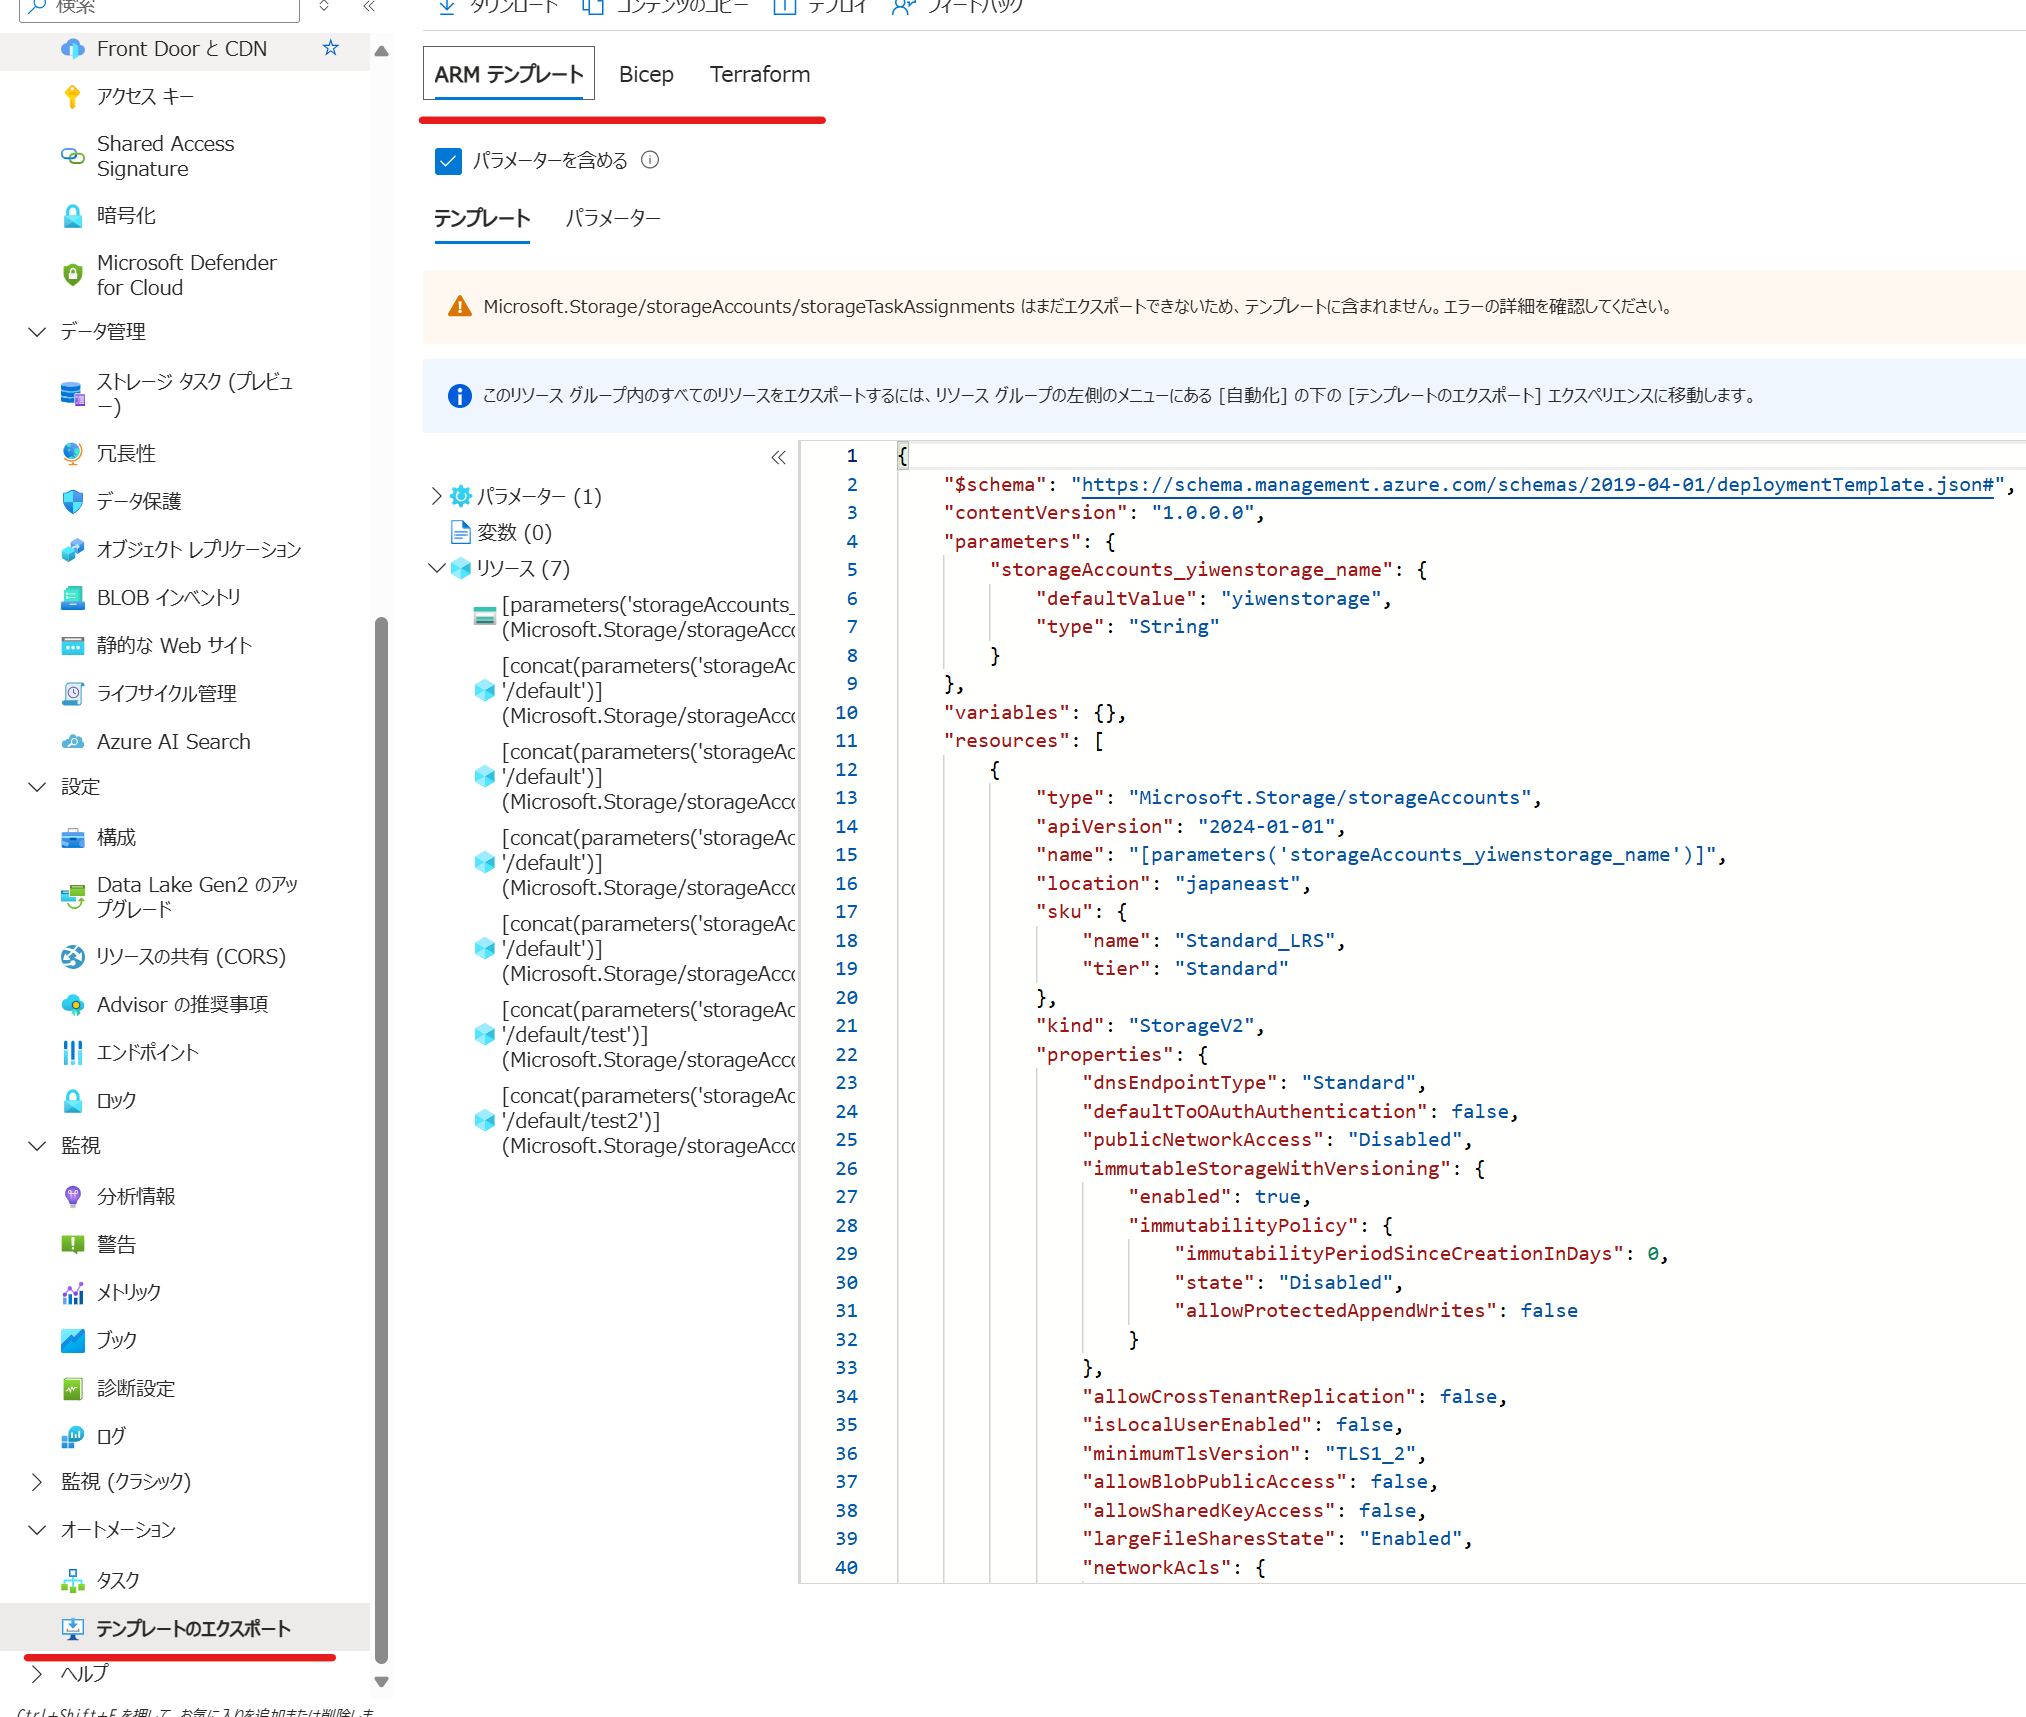 検索
ダウンロード
コンテンツのコピー
デプロイ
フィードバック
Front Door と CDN
アクセス キー
Shared Access
Signature
暗号化
Microsoft Defender
for Cloud
データ管理
ストレージ タスク (プレビュ
ー)
冗長性
データ保護
オブジェクト レプリケーション
BLOB インベントリ
静的な Web サイト
ライフサイクル管理
Azure AI Search
設定
構成
Data Lake Gen2 のアッ
プグレード
リソースの共有 (CORS)
Advisor の推奨事項
エンドポイント
ロック
監視
分析情報
警告
メトリック
ブック
診断設定
ログ
監視 (クラシック)
オートメーション
タスク
テンプレートのエクスポート
ヘルプ
Ctrl+Shift+F を押して、お気に入りを追加または削除しま
ARM テンプレート
Bicep
Terraform
パラメーターを含める
テンプレート
パラメーター
Microsoft.Storage/storageAccounts/storageTaskAssignments はまだエクスポートできないため、テンプレートに含まれません。エラーの詳細を確認してください。
このリソース グループ内のすべてのリソースをエクスポートするには、リソース グループの左側のメニューにある [自動化] の下の [テンプレートのエクスポート] エクスペリエンスに移動します。
パラメーター (1)
変数 (0)
リソース (7)
[parameters('storageAccounts_
(Microsoft.Storage/storageAcco
[concat(parameters('storageAc
'/default')]
(Microsoft.Storage/storageAcco
[concat(parameters('storageAc
'/default')]
(Microsoft.Storage/storageAcco
[concat(parameters('storageAc
'/default')]
(Microsoft.Storage/storageAcco
[concat(parameters('storageAc
'/default')]
(Microsoft.Storage/storageAcco
[concat(parameters('storageAc
'/default/test')]
(Microsoft.Storage/storageAcco
[concat(parameters('storageAc
'/default/test2')]
(Microsoft.Storage/storageAcco
1 {
2 "$schema": "https://schema.management.azure.com/schemas/2019-04-01/deploymentTemplate.json#",
3 "contentVersion": "1.0.0.0",
4 "parameters": {
5 "storageAccounts_yiwenstorage_name": {
6 "defaultValue": "yiwenstorage",
7 "type": "String"
8 }
9 },
10 "variables": {},
11 "resources": [
12 {
13 "type": "Microsoft.Storage/storageAccounts",
14 "apiVersion": "2024-01-01",
15 "name": "[parameters('storageAccounts_yiwenstorage_name')]",
16 "location": "japaneast",
17 "sku": {
18 "name": "Standard_LRS",
19 "tier": "Standard"
20 },
21 "kind": "StorageV2",
22 "properties": {
23 "dnsEndpointType": "Standard",
24 "defaultToOAuthAuthentication": false,
25 "publicNetworkAccess": "Disabled",
26 "immutableStorageWithVersioning": {
27 "enabled": true,
28 "immutabilityPolicy": {
29 "immutabilityPeriodSinceCreationInDays": 0,
30 "state": "Disabled",
31 "allowProtectedAppendWrites": false
32 }
33 },
34 "allowCrossTenantReplication": false,
35 "isLocalUserEnabled": false,
36 "minimumTlsVersion": "TLS1_2",
37 "allowBlobPublicAccess": false,
38 "allowSharedKeyAccess": false,
39 "largeFileSharesState": "Enabled",
40 "networkAcls": {